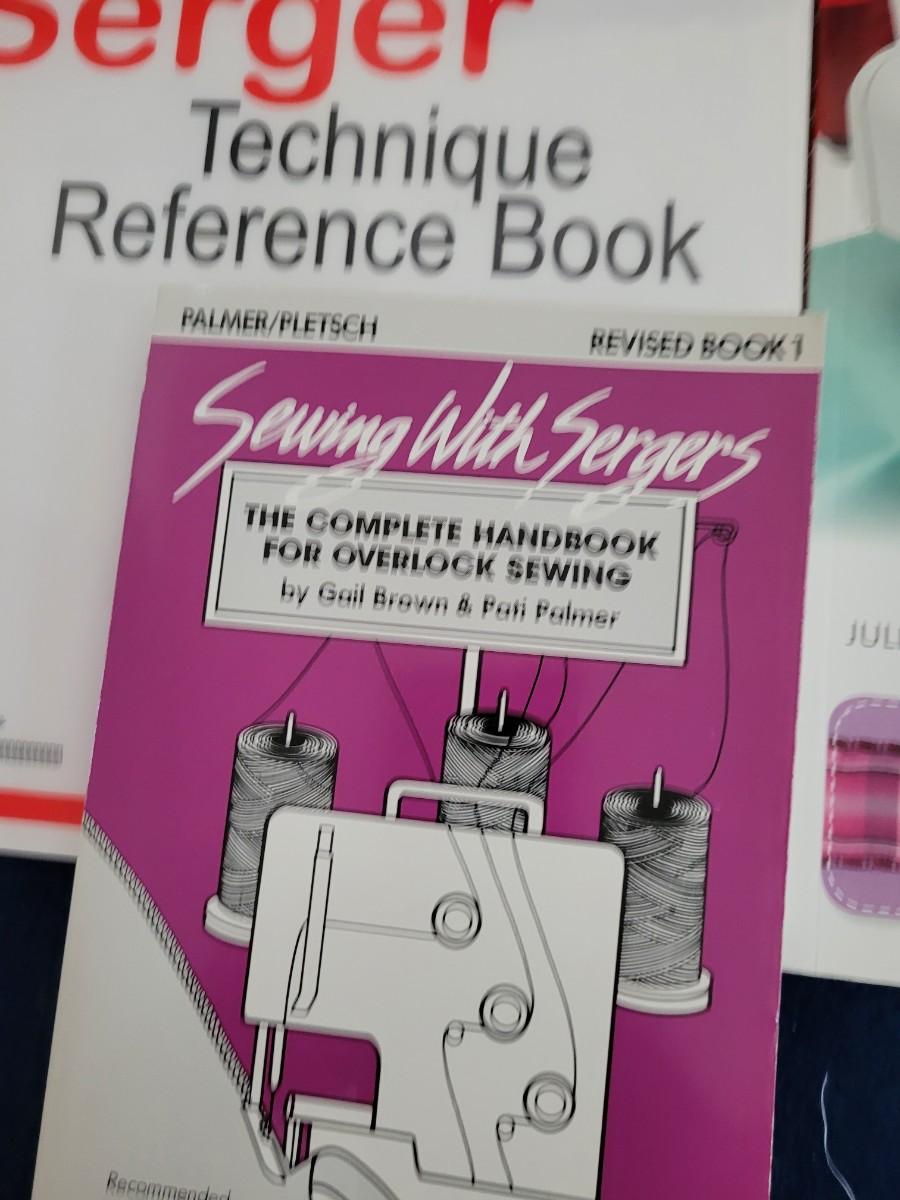 Serger
Technique
Reference Book
PALMER/PLETSCH
REVISED BOOK 1
Sewing With Sergers
THE COMPLETE HANDBOOK
FOR OVERLOCK SEWING
by Gail Brown & Pati Palmer
Recommended